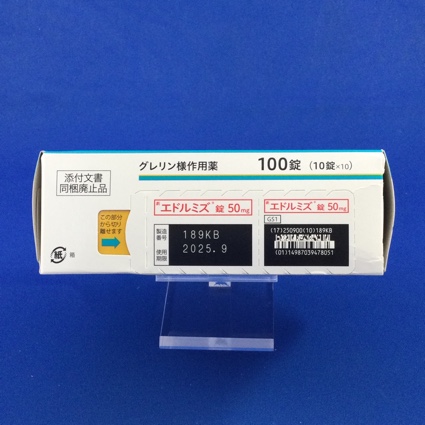 添付文書
同梱廃止品
グレリン様作用薬 100錠 (10錠×10)
この部分
から切り
離せます
エドルミズ®錠 50mg
製造
番号
189KB
使用
期限
2025.9
エドルミズ®錠 50mg
GS1
(17)250900(10)189KB
(01)14987039478051
紙
箱